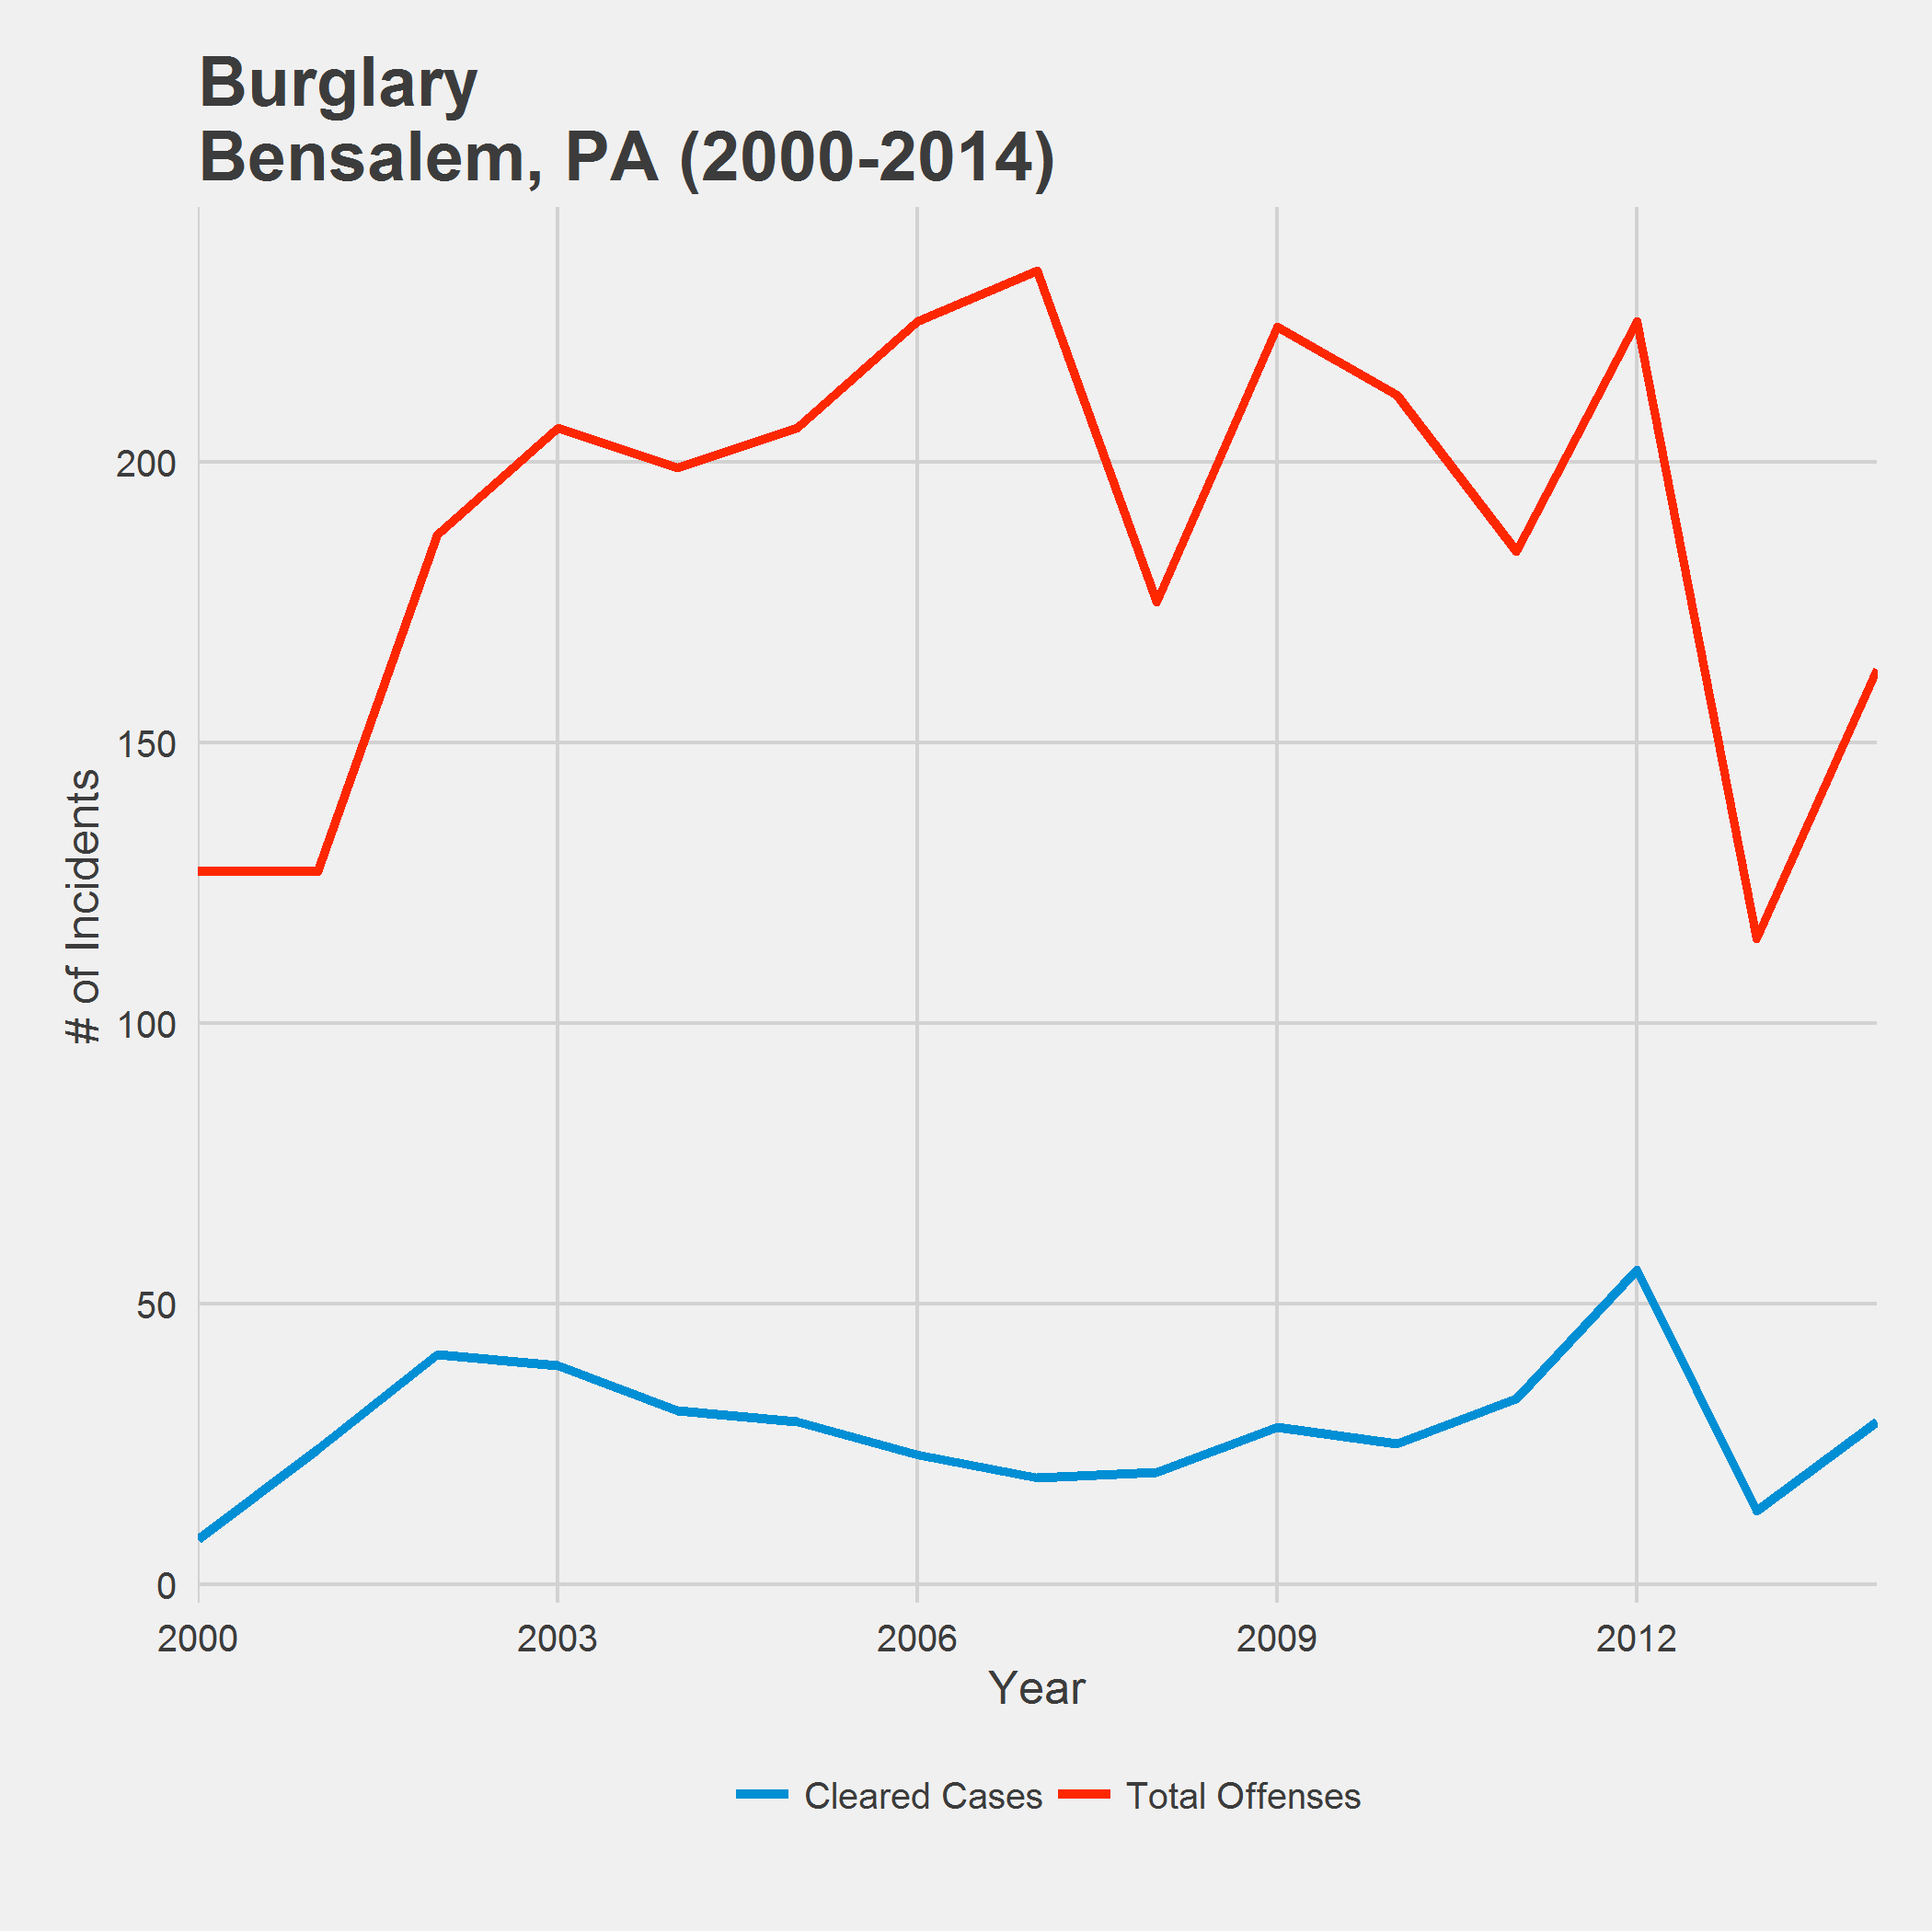 Burglary
Bensalem, PA (2000-2014)
# of Incidents
200
150
100
50
0
2000 2003 2006 2009 2012
Year
Cleared Cases Total Offenses